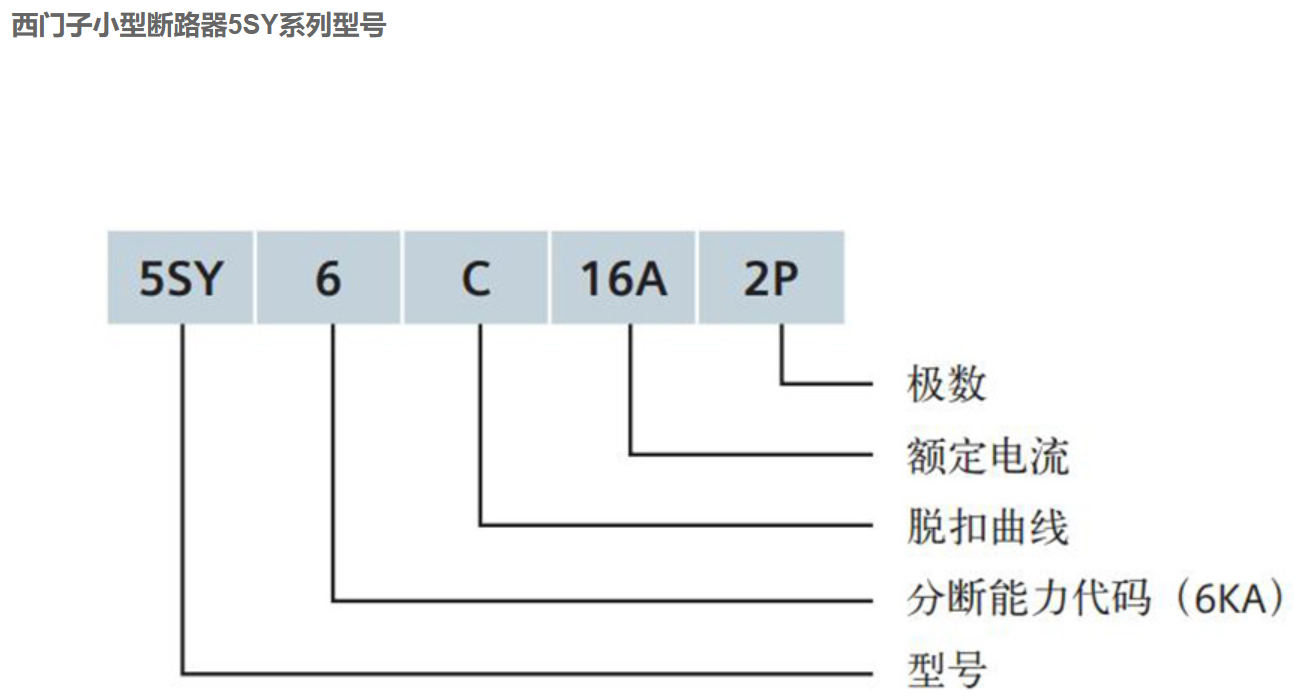 西门子小型断路器5SY系列型号
5SY 6 C 16A 2P
极数
额定电流
脱扣曲线
分断能力代码（6KA）
型号